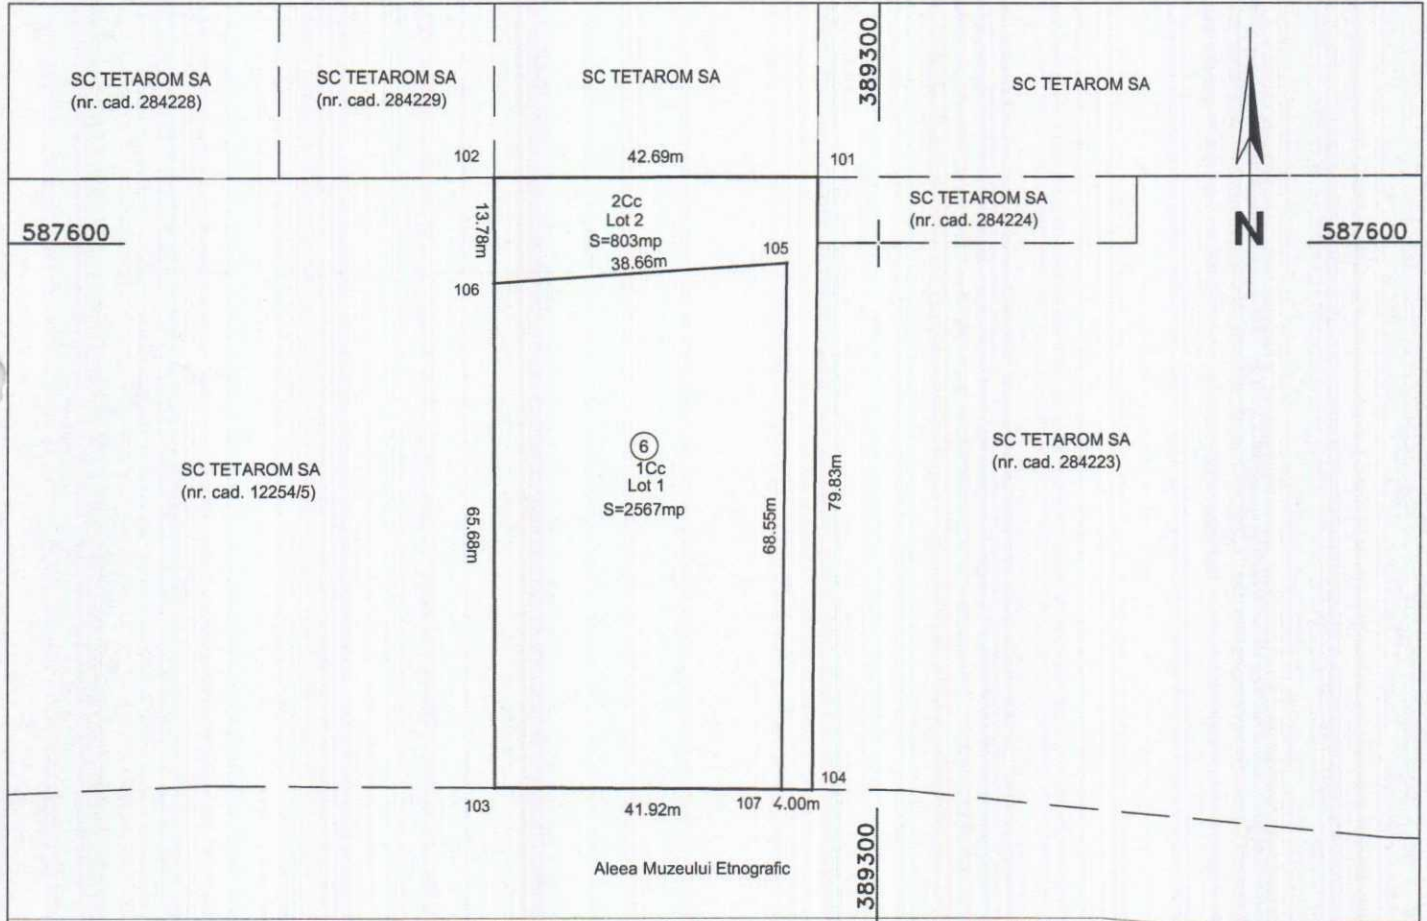 SC TETAROM SA
(nr. cad. 284228)
SC TETAROM SA
(nr. cad. 284229)
SC TETAROM SA
389300
SC TETAROM SA
102
42.69m
101
13.78m
2Cc
Lot 2
S=803mp
38.66m
105
SC TETAROM SA
(nr. cad. 284224)
N
587600
587600
106
SC TETAROM SA
(nr. cad. 12254/5)
6
1Cc
Lot 1
S=2567mp
65.68m
68.55m
79.83m
SC TETAROM SA
(nr. cad. 284223)
103
41.92m
107
4.00m
104
Aleea Muzeului Etnografic
389300